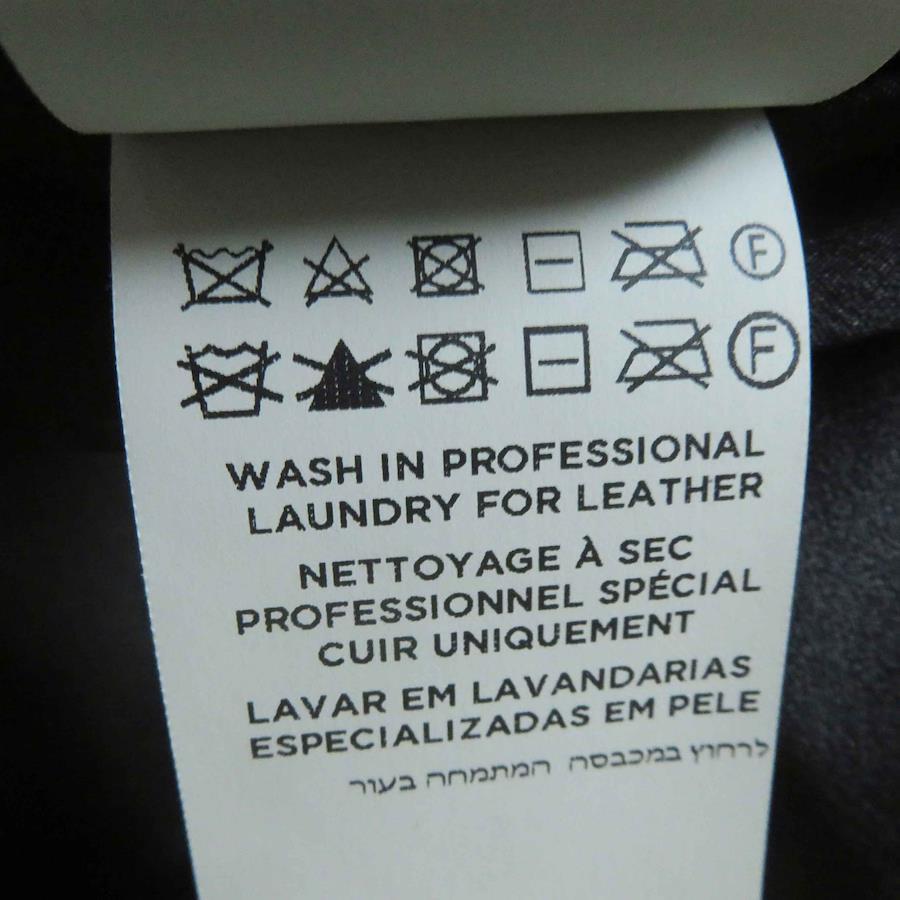 F
F
WASH IN PROFESSIONAL
LAUNDRY FOR LEATHER
NETTOYAGE À SEC
PROFESSIONNEL SPÉCIAL
CUIR UNIQUEMENT
LAVAR EM LAVANDARIAS
ESPECIALIZADAS EM PELE
לרחוץ במכבסה המתמחה בעור